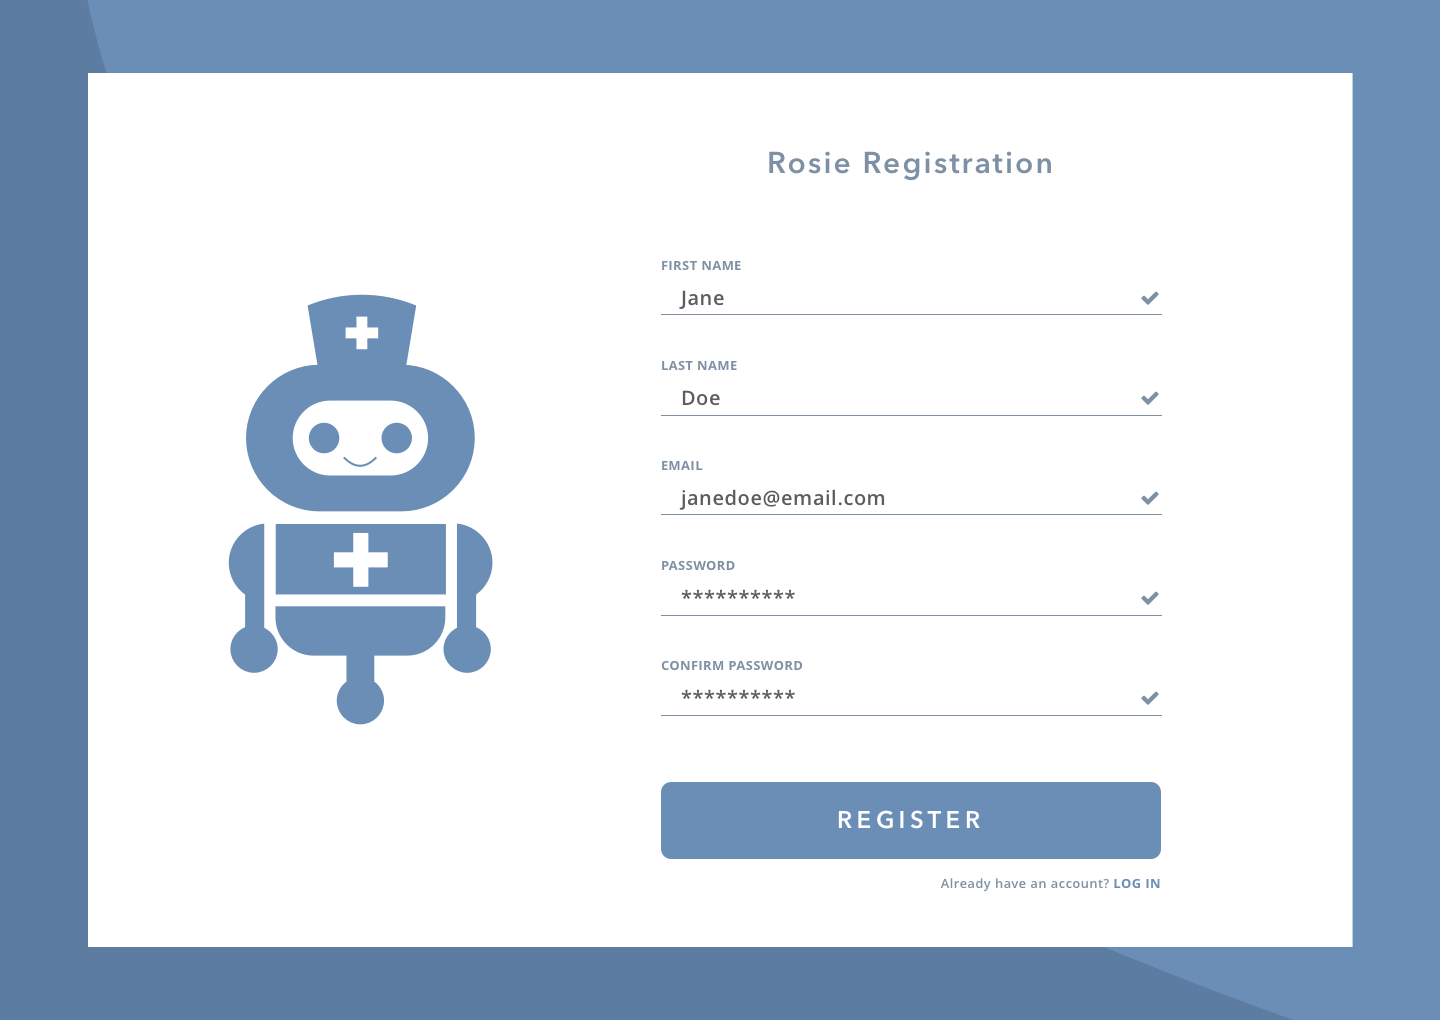 Rosie Registration
FIRST NAME
Jane
LAST NAME
Doe
EMAIL
janedoe@email.com
PASSWORD
**********
CONFIRM PASSWORD
**********
REGISTER
Already have an account? LOG IN